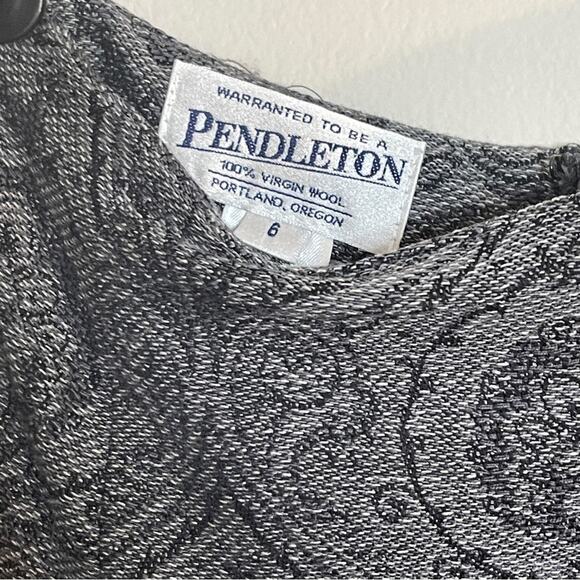 WARRANTED TO BE A
PENDLETON
100% VIRGIN WOOL
PORTLAND, OREGON
6